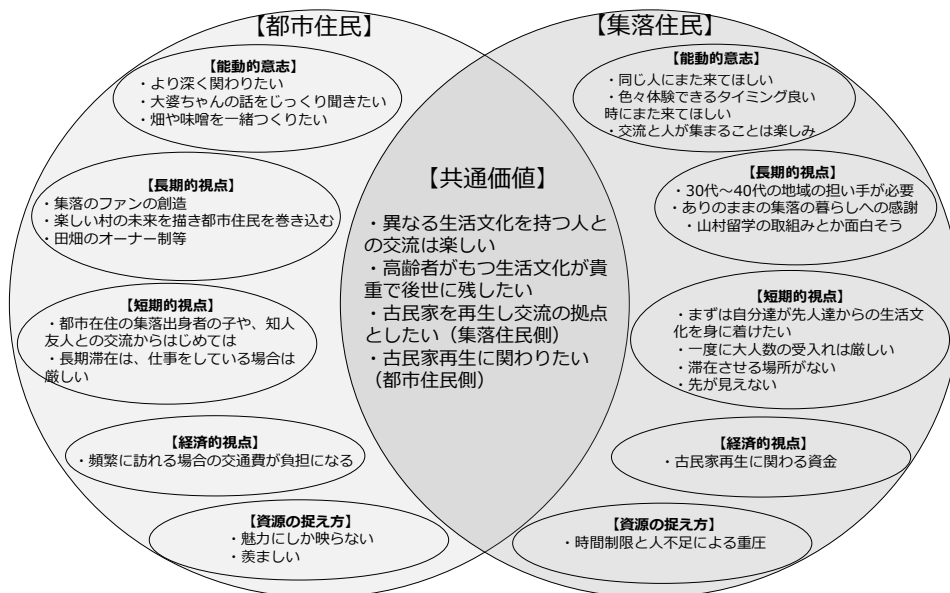 【都市住民】
【能動的意志】
・より深く関わりたい
・大婆ちゃんの話をじっくり聞きたい
・畑や味噌を一緒つくりたい
【長期的視点】
・集落のファンの創造
・楽しい村の未来を描き都市住民を巻き込む
・田畑のオーナー制等
【短期的視点】
・都市在住の集落出身者の子や、知人
友人との交流からはじめては
・長期滞在は、仕事をしている場合は
厳しい
【経済的視点】
・頻繁に訪れる場合の交通費が負担になる
【資源の捉え方】
・魅力にしか映らない
・羨ましい
【共通価値】
・異なる生活文化を持つ人と
の交流は楽しい
・高齢者がもつ生活文化が貴
重で後世に残したい
・古民家を再生し交流の拠点
としたい（集落住民側）
・古民家再生に関わりたい
（都市住民側）
【集落住民】
【能動的意志】
・同じ人にまた来てほしい
・色々体験できるタイミング良い
時にまた来てほしい
・交流と人が集まることは楽しみ
【長期的視点】
・30代～40代の地域の担い手が必要
・ありのままの集落の暮らしへの感謝
・山村留学の取組みとか面白そう
【短期的視点】
・まずは自分達が先人達からの生活文
化を身に着けたい
・一度に大人数の受入れは厳しい
・滞在させる場所がない
・先が見えない
【経済的視点】
・古民家再生に関わる資金
【資源の捉え方】
・時間制限と人不足による重圧